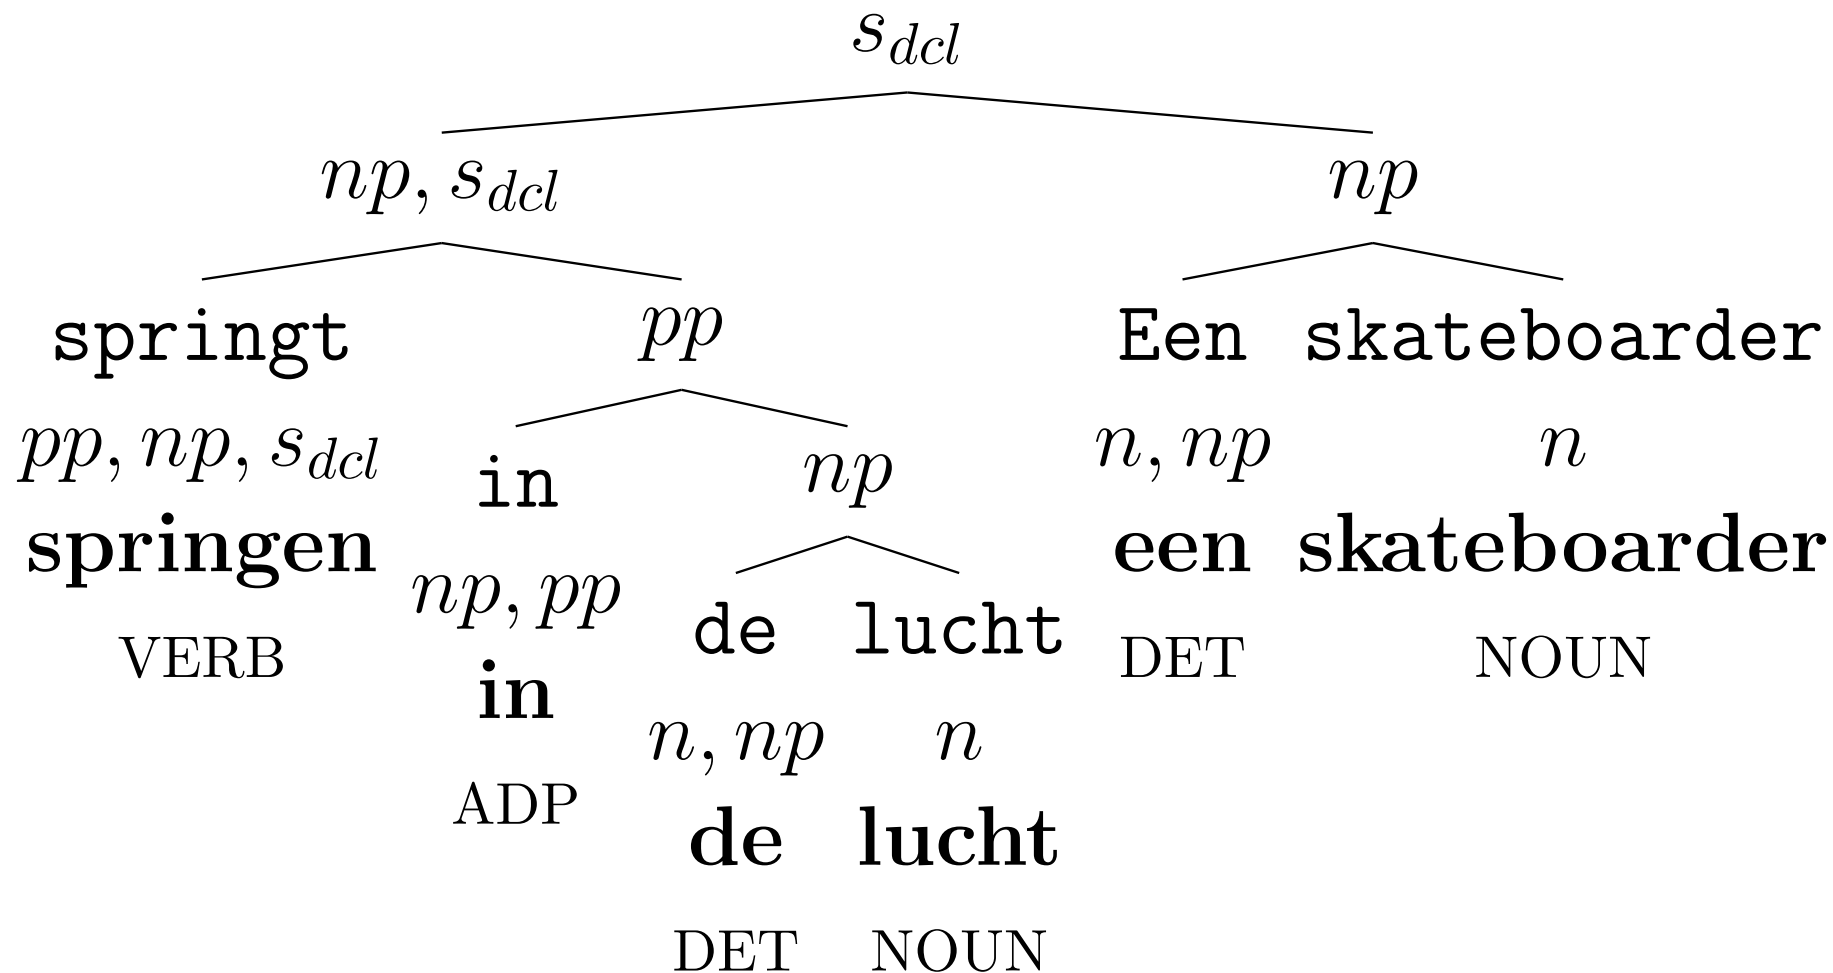 s_dcl
np, s_dcl np
springt pp Een skateboarder
pp, np, s_dcl in np n, np n
springen np, pp de lucht een skateboarder
VERB in n, np n DET NOUN
ADP de lucht
DET NOUN